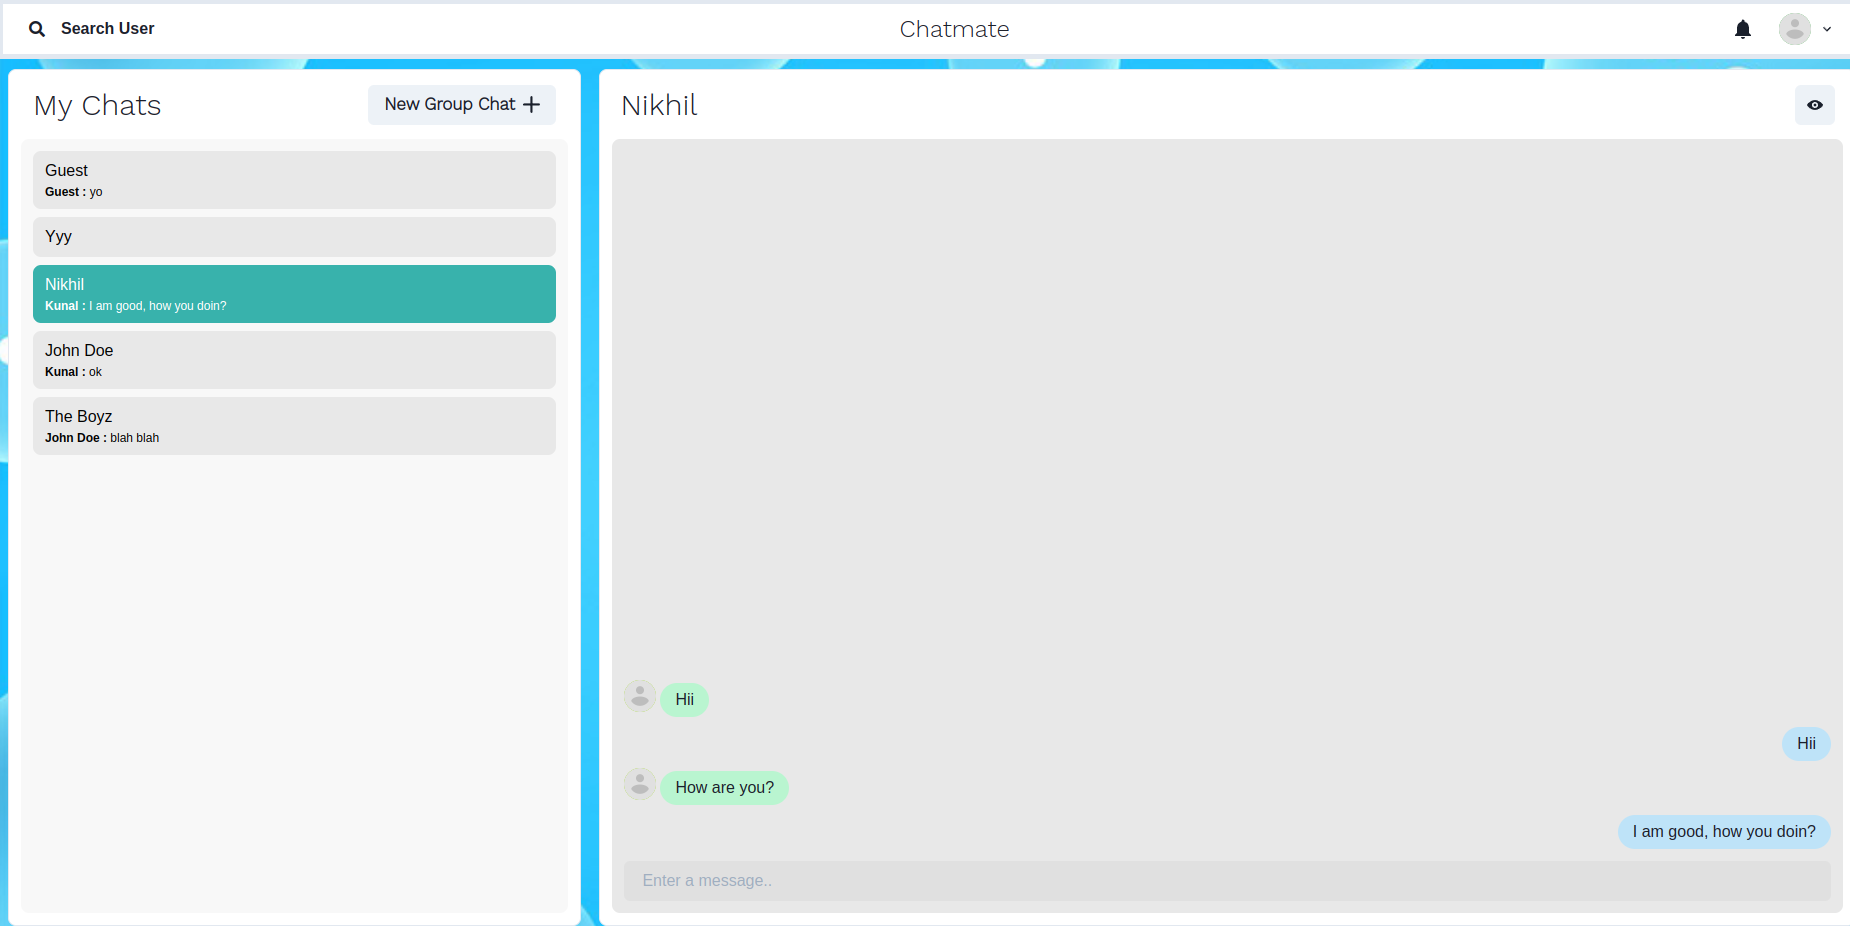 Search User
Chatmate
My Chats
New Group Chat
Guest
Guest : yo
Yyy
Nikhil
Kunal : I am good, how you doin?
John Doe
Kunal : ok
The Boyz
John Doe : blah blah
Nikhil
Hii
Hii
How are you?
I am good, how you doin?
Enter a message..